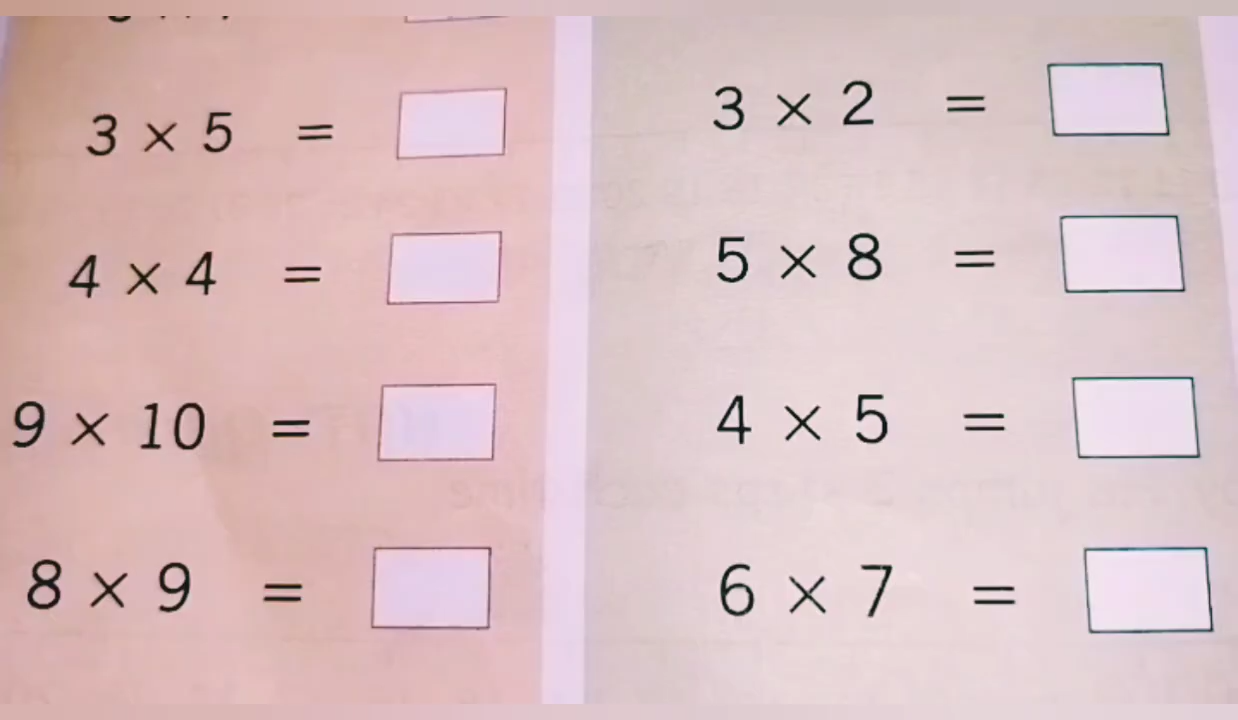 3 × 5 =
4 × 4 =
9 × 10 =
8 × 9 =
3 × 2 =
5 × 8 =
4 × 5 =
6 × 7 =